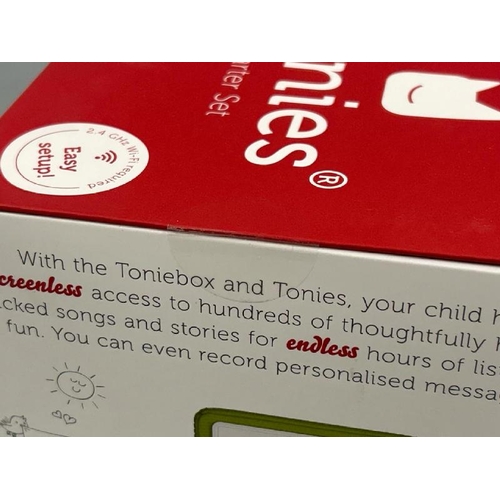 nies®
rter Set
2.4 GHz Wi-Fi required
Easy
setup!
With the Toniebox and Tonies, your child h
creenless access to hundreds of thoughtfully h
cked songs and stories for endless hours of lis
fun. You can even record personalised messa